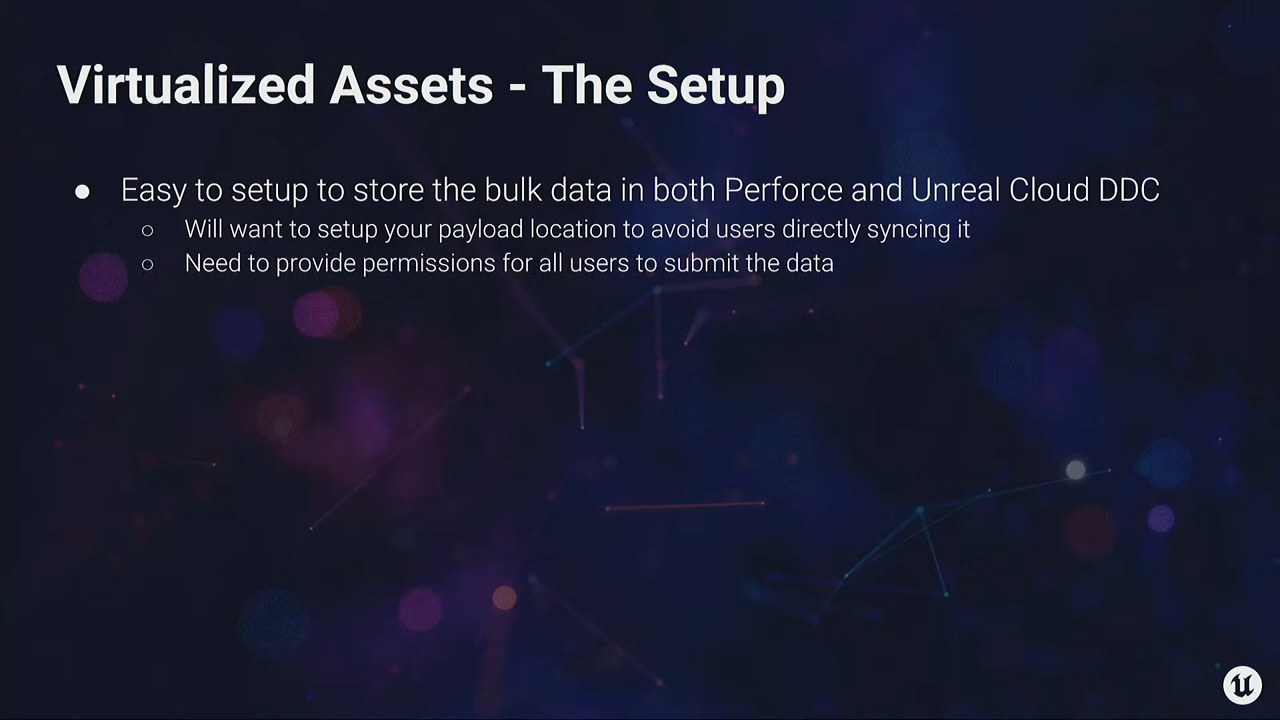 Virtualized Assets - The Setup
● Easy to setup to store the bulk data in both Perforce and Unreal Cloud DDC
○ Will want to setup your payload location to avoid users directly syncing it
○ Need to provide permissions for all users to submit the data